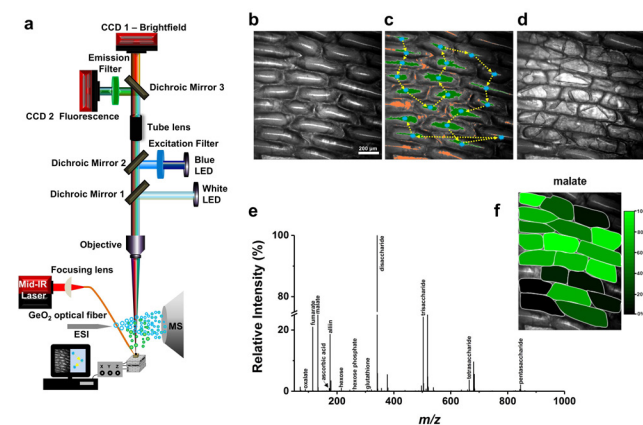 a
CCD 1 – Brightfield
Emission
Filter
Dichroic Mirror 3
CCD 2 Fluorescence
Tube lens
Excitation Filter
Dichroic Mirror 2
Blue
LED
Dichroic Mirror 1
White
LED
Objective
Focusing lens
Mid-IR
Laser
GeO2 optical fiber
MS
ESI
X Y Z
b
200 µm
c
d
e
Relative Intensity (%)
100
80
20
0
oxalate
fumarate
malate
ascorbic acid
alliin
hexose
hexose phosphate
glutathione
disaccharide
trisaccharide
tetrasaccharide
pentasaccharide
200
400
600
800
1000
m/z
malate
f